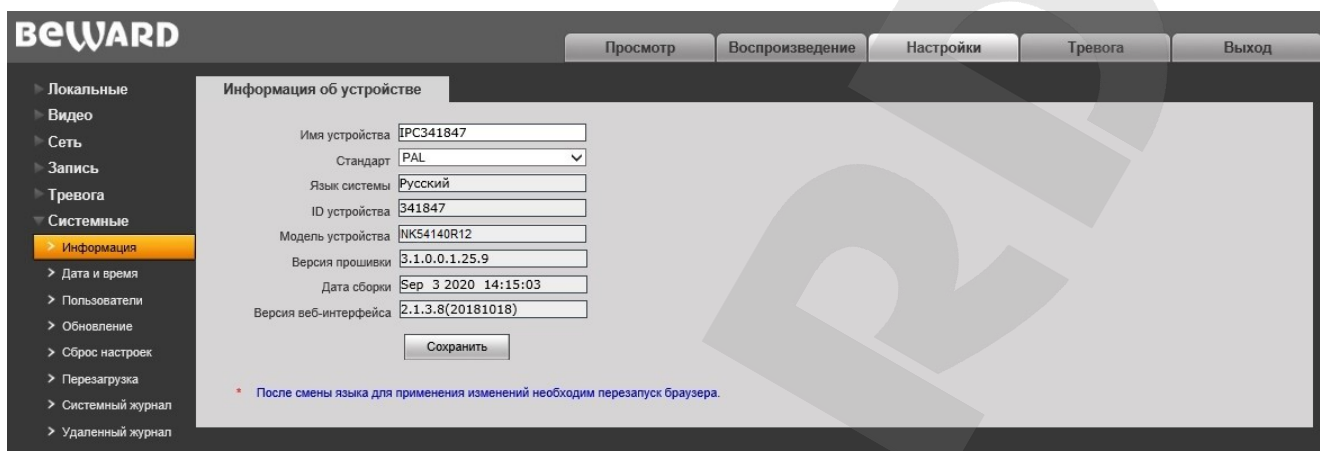 BEWARD
Просмотр
Воспроизведение
Настройки
Тревога
Выход
Локальные
Видео
Сеть
Запись
Тревога
Системные
Информация
Дата и время
Пользователи
Обновление
Сброс настроек
Перезагрузка
Системный журнал
Удаленный журнал
Информация об устройстве
Имя устройства IPC341847
Стандарт PAL
Язык системы Русский
ID устройства 341847
Модель устройства NK54140R12
Версия прошивки 3.1.0.0.1.25.9
Дата сборки Sep 3 2020 14:15:03
Версия веб-интерфейса 2.1.3.8(20181018)
Сохранить
* После смены языка для применения изменений необходим перезапуск браузера.